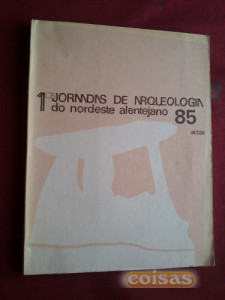 1ªs JORNADAS DE ARQUEOLOGIA
do nordeste alentejano 85
actas
coisas